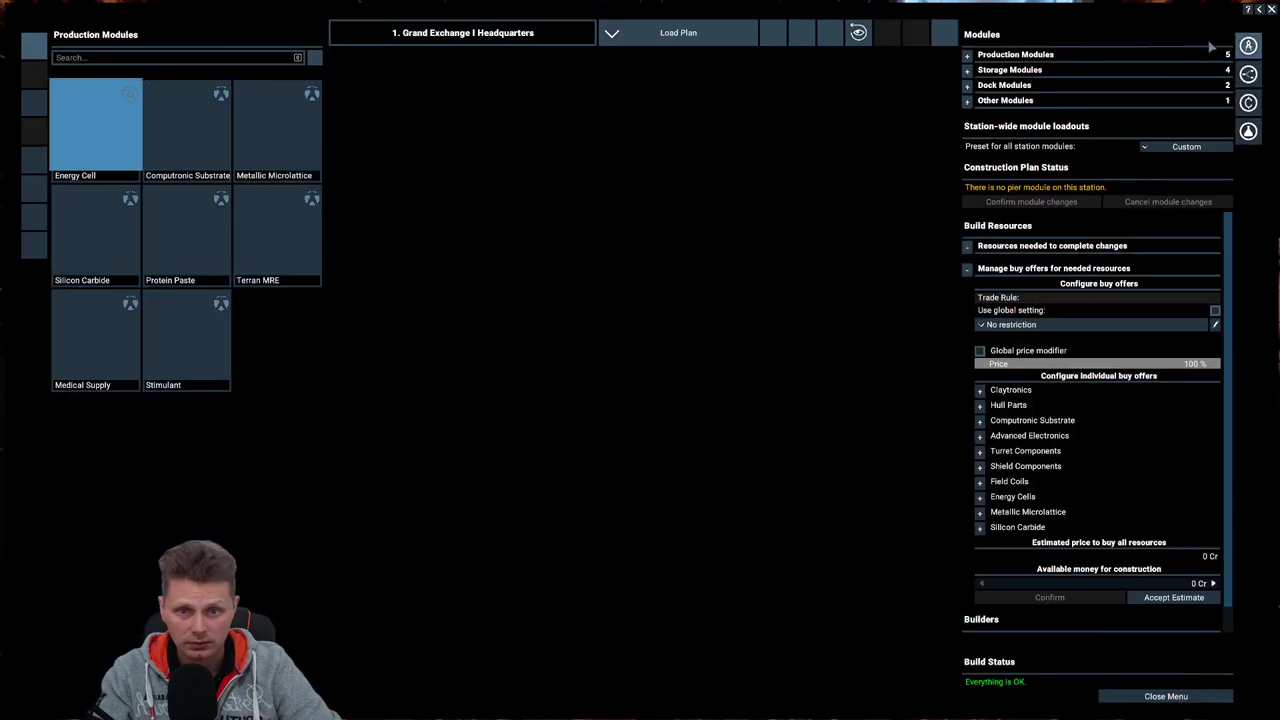 Production Modules
Search...
Energy Cell
Computronic Substrate
Metallic Microlattice
Silicon Carbide
Protein Paste
Terran MRE
Medical Supply
Stimulant
1. Grand Exchange I Headquarters
Load Plan
Modules
Production Modules 5
Storage Modules 4
Dock Modules 2
Other Modules 1
Station-wide module loadouts
Preset for all station modules: Custom
Construction Plan Status
There is no pier module on this station.
Confirm module changes Cancel module changes
Build Resources
Resources needed to complete changes
Manage buy offers for needed resources
Configure buy offers
Trade Rule:
Use global setting:
No restriction
Global price modifier
Price 100 %
Configure individual buy offers
Claytronics
Hull Parts
Computronic Substrate
Advanced Electronics
Turret Components
Shield Components
Field Coils
Energy Cells
Metallic Microlattice
Silicon Carbide
Estimated price to buy all resources
0 Cr
Available money for construction
0 Cr
Confirm Accept Estimate
Builders
Build Status
Everything is OK.
Close Menu